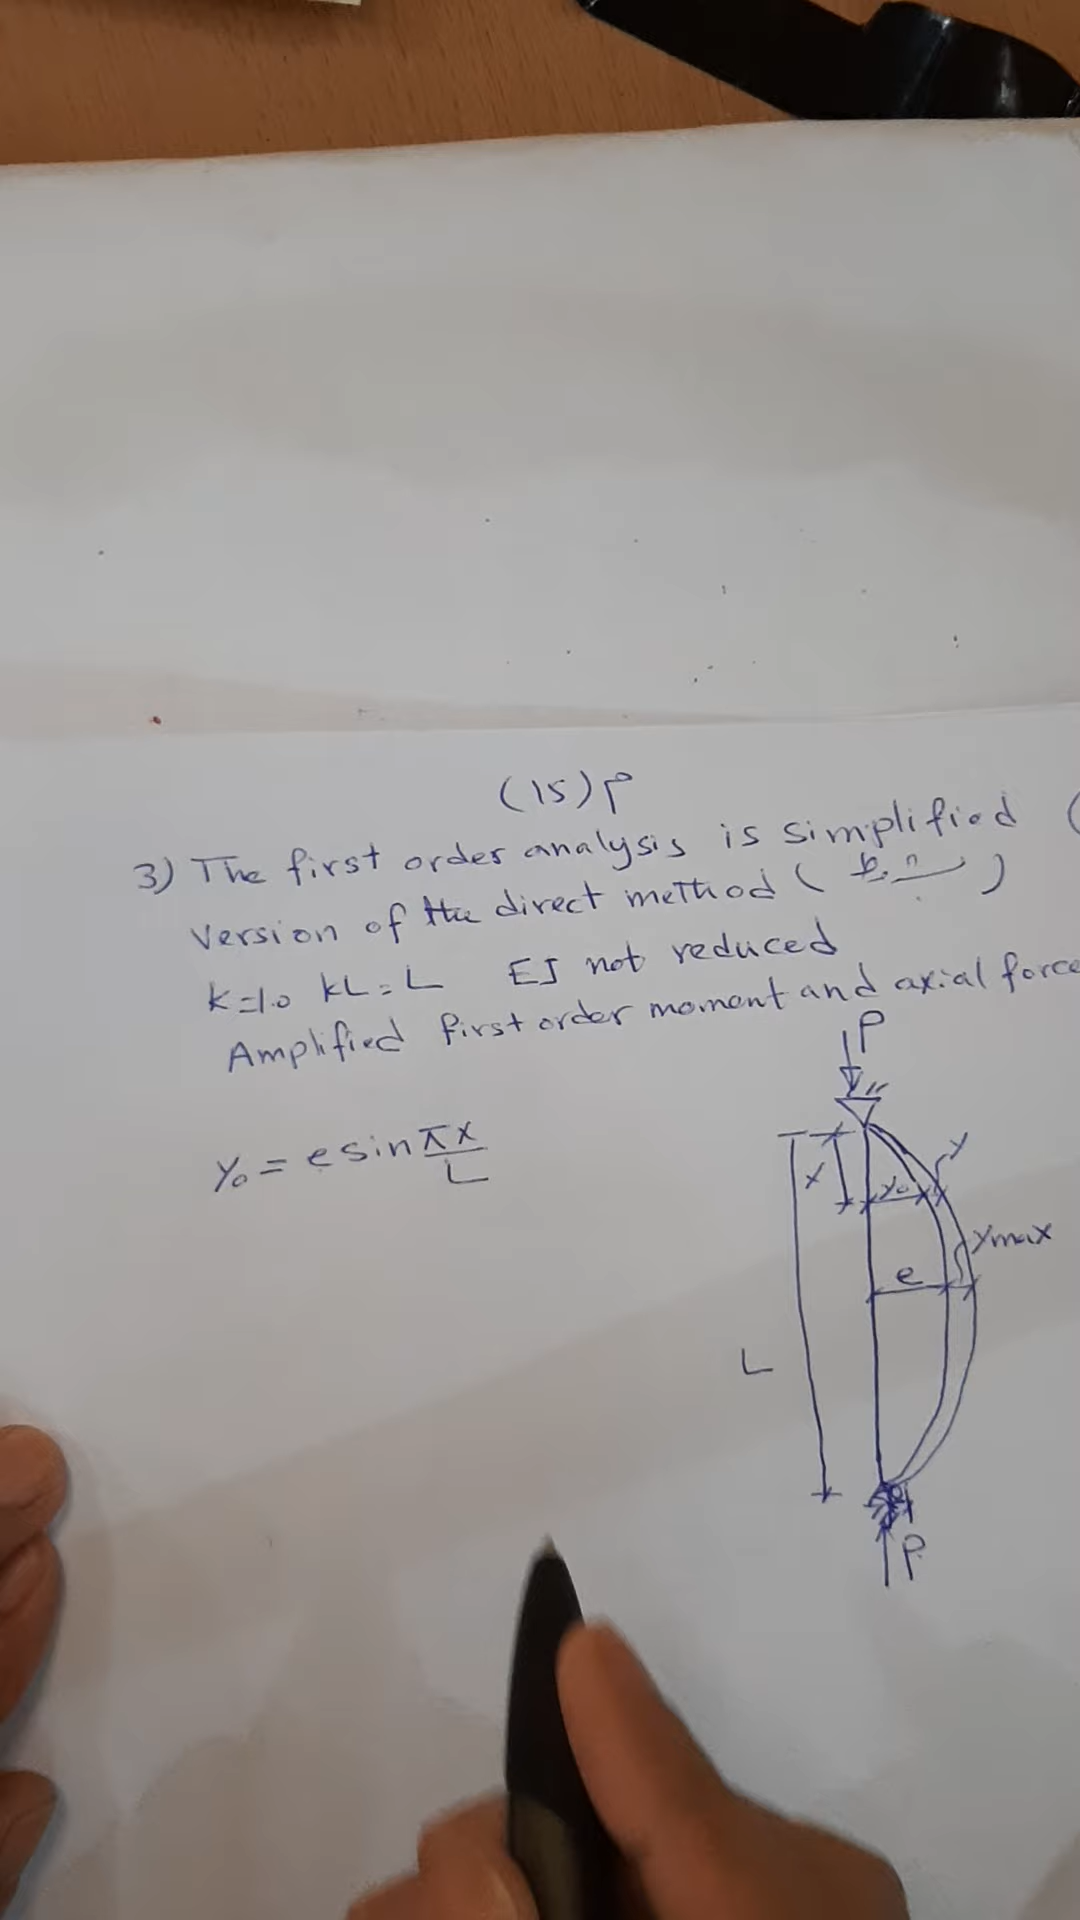 (15)P
3) The first order analysis is simplified (
Version of the direct method (
k=1.0 kL=L EI not reduced
Amplified first order moment and axial force
P
y₀ = e sin πx/L
y
x
y₀
ymax
e
L
P